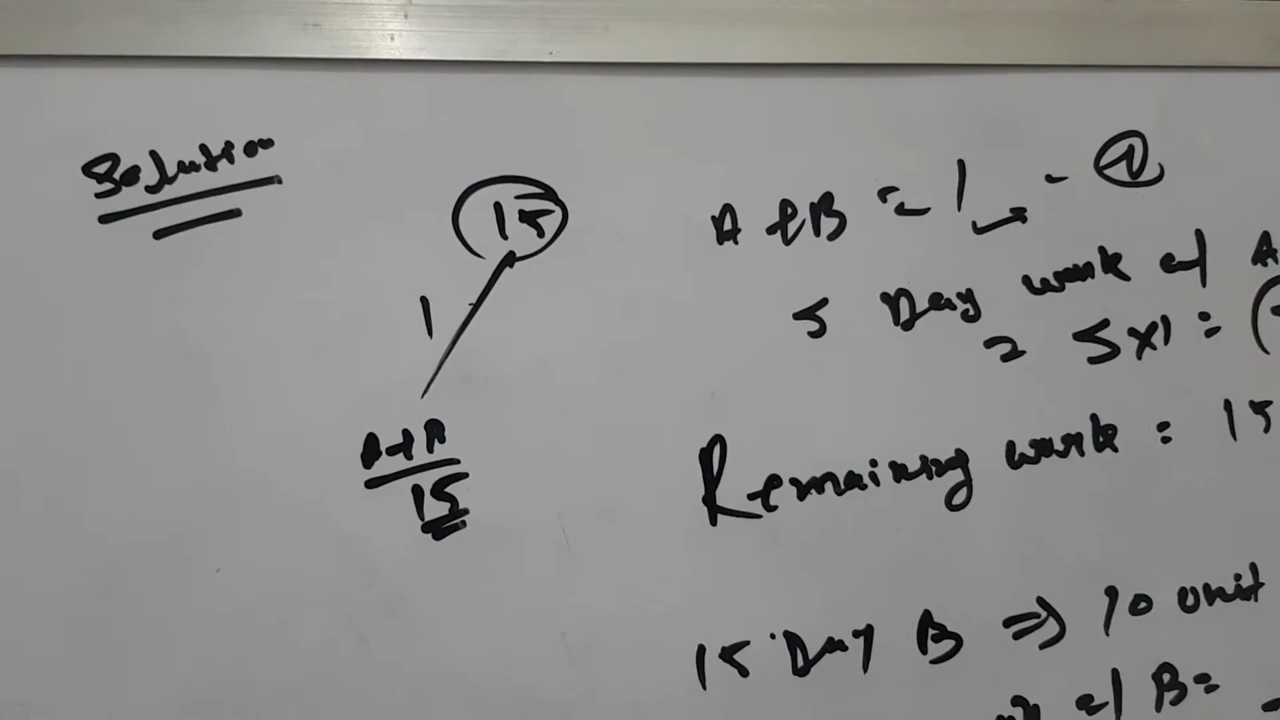 Solution
15
1
A+B
15
A+B = 1 - ①
5 Day work of A
= 5×1 =
Remaining work = 15
15 Day B ⇒ 10 unit
of B =